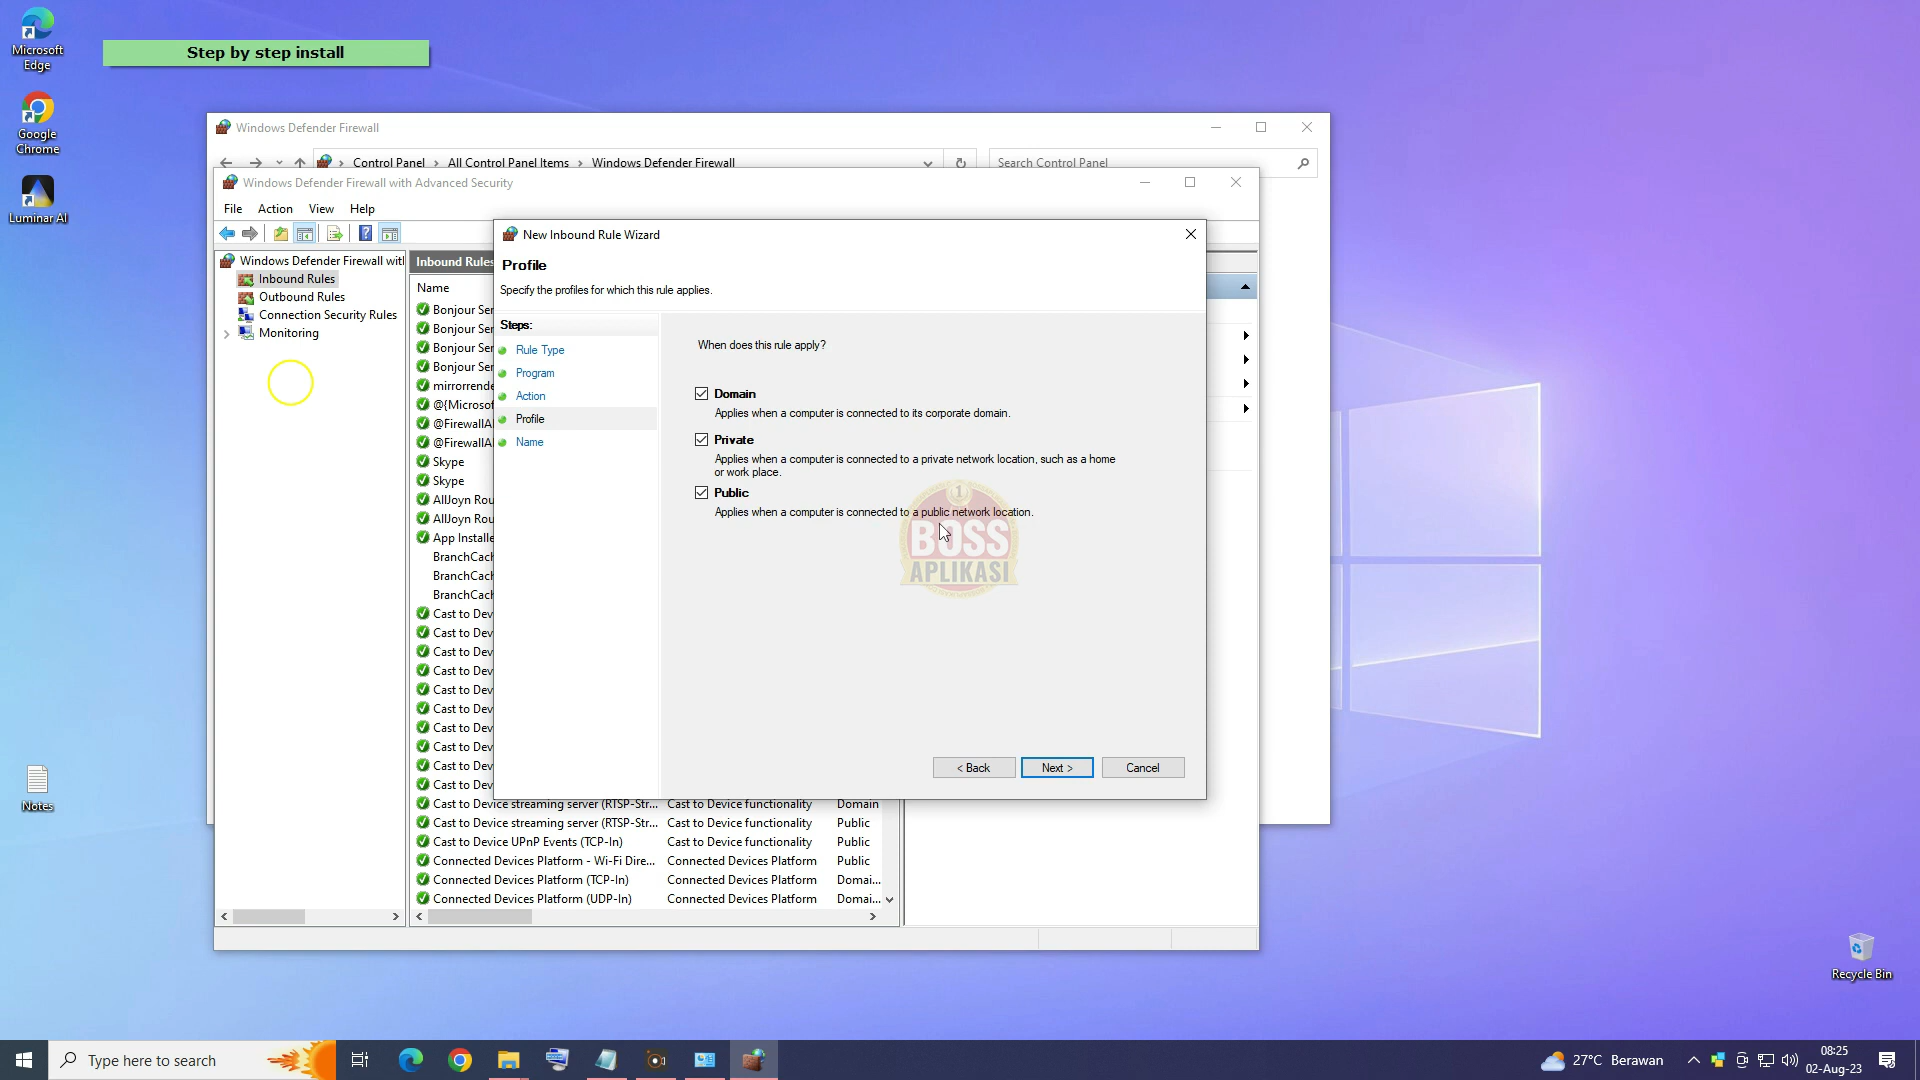 Microsoft
Edge
Step by step install
Google
Chrome
Luminar AI
Notes
Recycle Bin
Windows Defender Firewall
Control Panel > All Control Panel Items > Windows Defender Firewall
Search Control Panel
Windows Defender Firewall with Advanced Security
File Action View Help
Windows Defender Firewall wit
Inbound Rules
Outbound Rules
Connection Security Rules
Monitoring
Inbound Rules
Name
Bonjour Ser
Bonjour Ser
Bonjour Ser
Bonjour Ser
mirrorrende
@{Microsof
@FirewallA
@FirewallA
Skype
Skype
AllJoyn Rou
AllJoyn Rou
App Installe
BranchCach
BranchCach
BranchCach
Cast to Dev
Cast to Dev
Cast to Dev
Cast to Dev
Cast to Dev
Cast to Dev
Cast to Dev
Cast to Dev
Cast to Dev
Cast to Dev
Cast to Device streaming server (RTSP-Str... Cast to Device functionality Domain
Cast to Device streaming server (RTSP-Str... Cast to Device functionality Public
Cast to Device UPnP Events (TCP-In) Cast to Device functionality Public
Connected Devices Platform - Wi-Fi Dire... Connected Devices Platform Public
Connected Devices Platform (TCP-In) Connected Devices Platform Domai...
Connected Devices Platform (UDP-In) Connected Devices Platform Domai...
New Inbound Rule Wizard
Profile
Specify the profiles for which this rule applies.
Steps:
Rule Type
Program
Action
Profile
Name
When does this rule apply?
Domain
Applies when a computer is connected to its corporate domain.
Private
Applies when a computer is connected to a private network location, such as a home
or work place.
Public
Applies when a computer is connected to a public network location.
1
BOSS
APLIKASI
< Back Next > Cancel
Type here to search
27°C Berawan
08:25
02-Aug-23